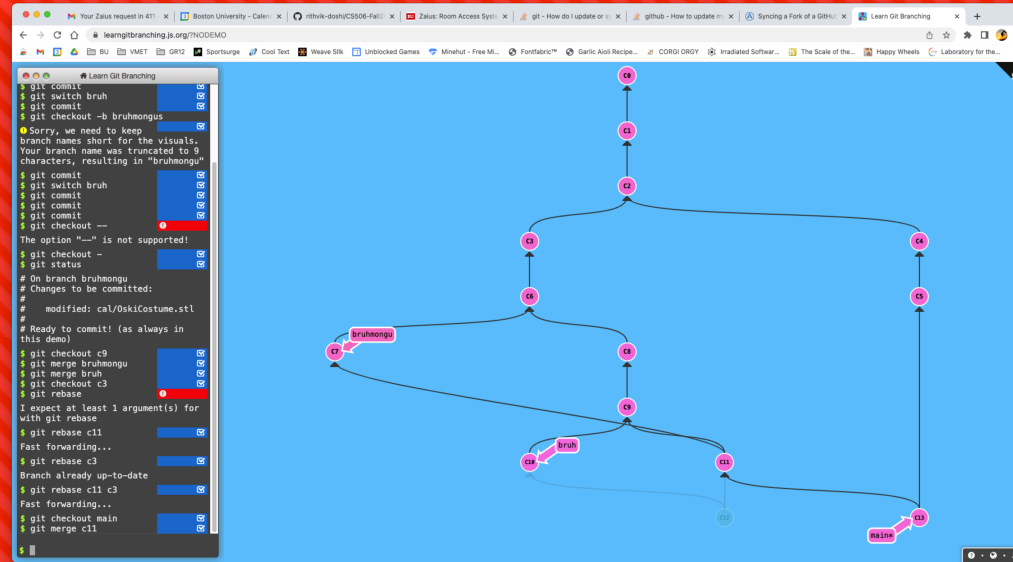 Your Zaius request in 411
Boston University - Calen
rithvik-doshi/CS506-Fall2
Zaius: Room Access Syst
git - How do I update or s
github - How to update m
Syncing a Fork of a GitHu
Learn Git Branching
learngitbranching.js.org/?NODEMO
BU
VMET
GR12
Sportsurge
Cool Text
Weave Silk
Unblocked Games
Minehut - Free Mi...
Fontfabric™
Garlic Aioli Recipe...
CORGI ORGY
Irradiated Softwar...
The Scale of the...
Happy Wheels
Laboratory for the...
Learn Git Branching
$ git commit
$ git switch bruh
$ git commit
$ git checkout -b bruhmongus
Sorry, we need to keep
branch names short for the visuals.
Your branch name was truncated to 9
characters, resulting in "bruhmongu"
$ git commit
$ git switch bruh
$ git commit
$ git commit
$ git commit
$ git checkout --
The option "--" is not supported!
$ git checkout -
$ git status
# On branch bruhmongu
# Changes to be committed:
#
# modified: cal/OskiCostume.stl
#
# Ready to commit! (as always in
this demo)
$ git checkout c9
$ git merge bruhmongu
$ git merge bruh
$ git checkout c3
$ git rebase
I expect at least 1 argument(s) for
with git rebase
$ git rebase c11
Fast forwarding...
$ git rebase c3
Branch already up-to-date
$ git rebase c11 c3
Fast forwarding...
$ git checkout main
$ git merge c11
$
C0
C1
C2
C3
C4
C6
C5
bruhmongu
C7
C8
C9
bruh
C10
C11
C12
C13
main*